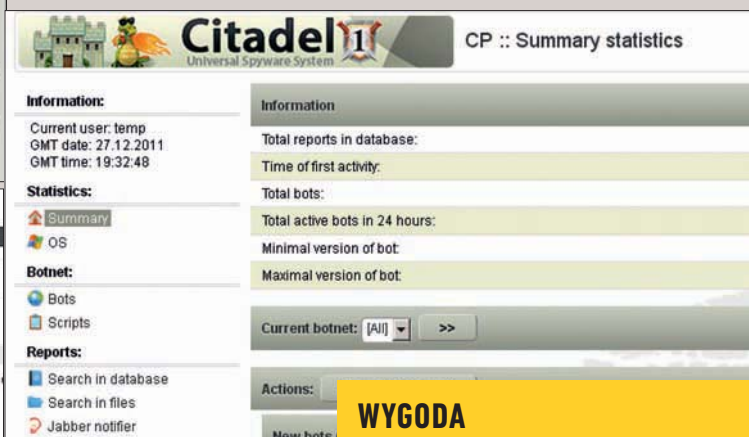 Citadel
Universal Spyware System
CP :: Summary statistics
Information:
Current user: temp
GMT date: 27.12.2011
GMT time: 19:32:48
Statistics:
Summary
OS
Botnet:
Bots
Scripts
Reports:
Search in database
Search in files
Jabber notifier
Information
Total reports in database:
Time of first activity:
Total bots:
Total active bots in 24 hours:
Minimal version of bot:
Maximal version of bot:
Current botnet: [All] >>
Actions:
New bots
WYGODA